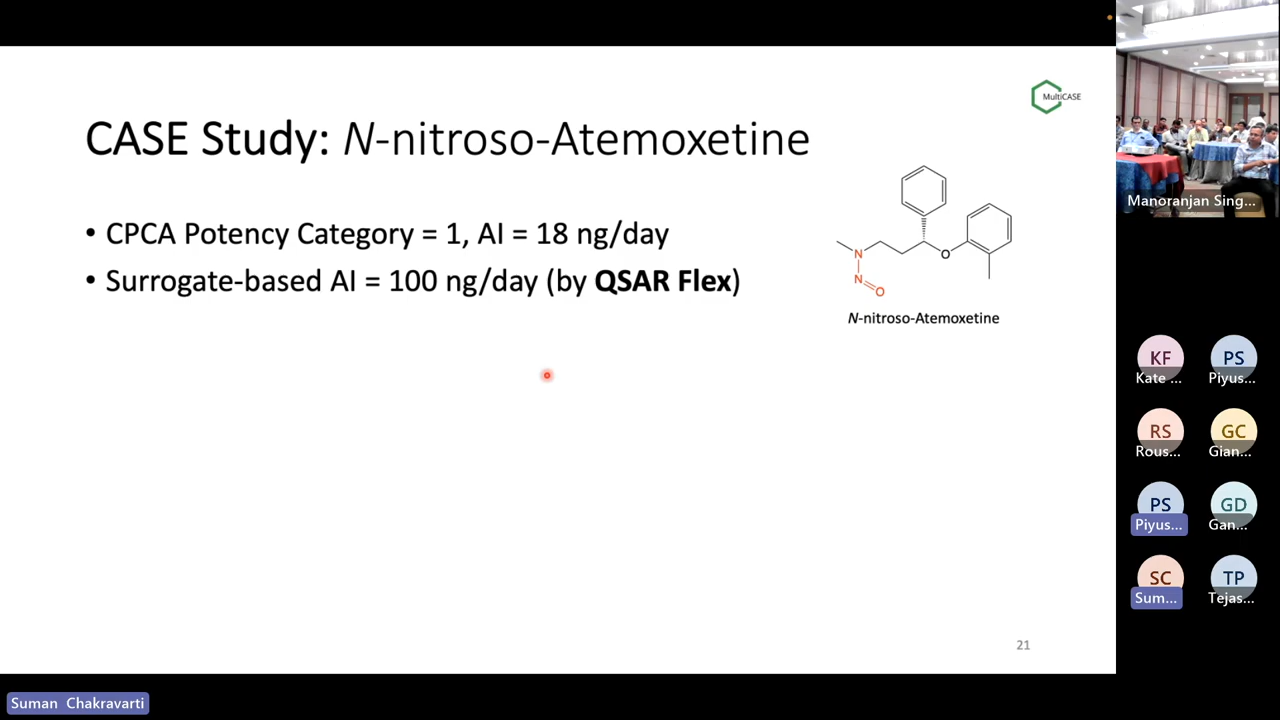 MultiCASE
CASE Study: N-nitroso-Atemoxetine
• CPCA Potency Category = 1, AI = 18 ng/day
• Surrogate-based AI = 100 ng/day (by QSAR Flex)
N
N
O
O
N-nitroso-Atemoxetine
21
Suman Chakravarti
Manoranjan Sing...
KF
Kate ...
PS
Piyus...
RS
Rous...
GC
Gian...
PS
Piyus...
GD
Gan...
SC
Sum...
TP
Tejas...